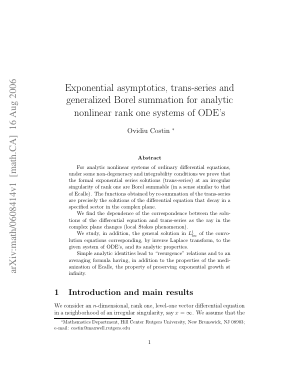 arXiv:math/0608414v1 [math.CA] 16 Aug 2006
Exponential asymptotics, trans-series and
generalized Borel summation for analytic
nonlinear rank one systems of ODE's
Ovidiu Costin *
Abstract
For analytic nonlinear systems of ordinary differential equations,
under some non-degeneracy and integrability conditions we prove that
the formal exponential series solutions (trans-series) at an irregular
singularity of rank one are Borel summable (in a sense similar to that
of Ecalle). The functions obtained by re-summation of the trans-series
are precisely the solutions of the differential equation that decay in a
specified sector in the complex plane.
We find the dependence of the correspondence between the solu-
tions of the differential equation and trans-series as the ray in the
complex plane changes (local Stokes phenomenon).
We study, in addition, the general solution in L¹loc of the convo-
lution equations corresponding, by inverse Laplace transform, to the
given system of ODE's, and its analytic properties.
Simple analytic identities lead to "resurgence" relations and to an
averaging formula having, in addition to the properties of the medi-
anization of Ecalle, the property of preserving exponential growth at
infinity.
1 Introduction and main results
We consider an n-dimensional, rank one, level-one vector differential equation
in a neighborhood of an irregular singularity, say x = ∞. We assume that the
*Mathematics Department, Hill Center Rutgers University, New Brunswick, NJ 08903;
e-mail: costin@math.rutgers.edu
1